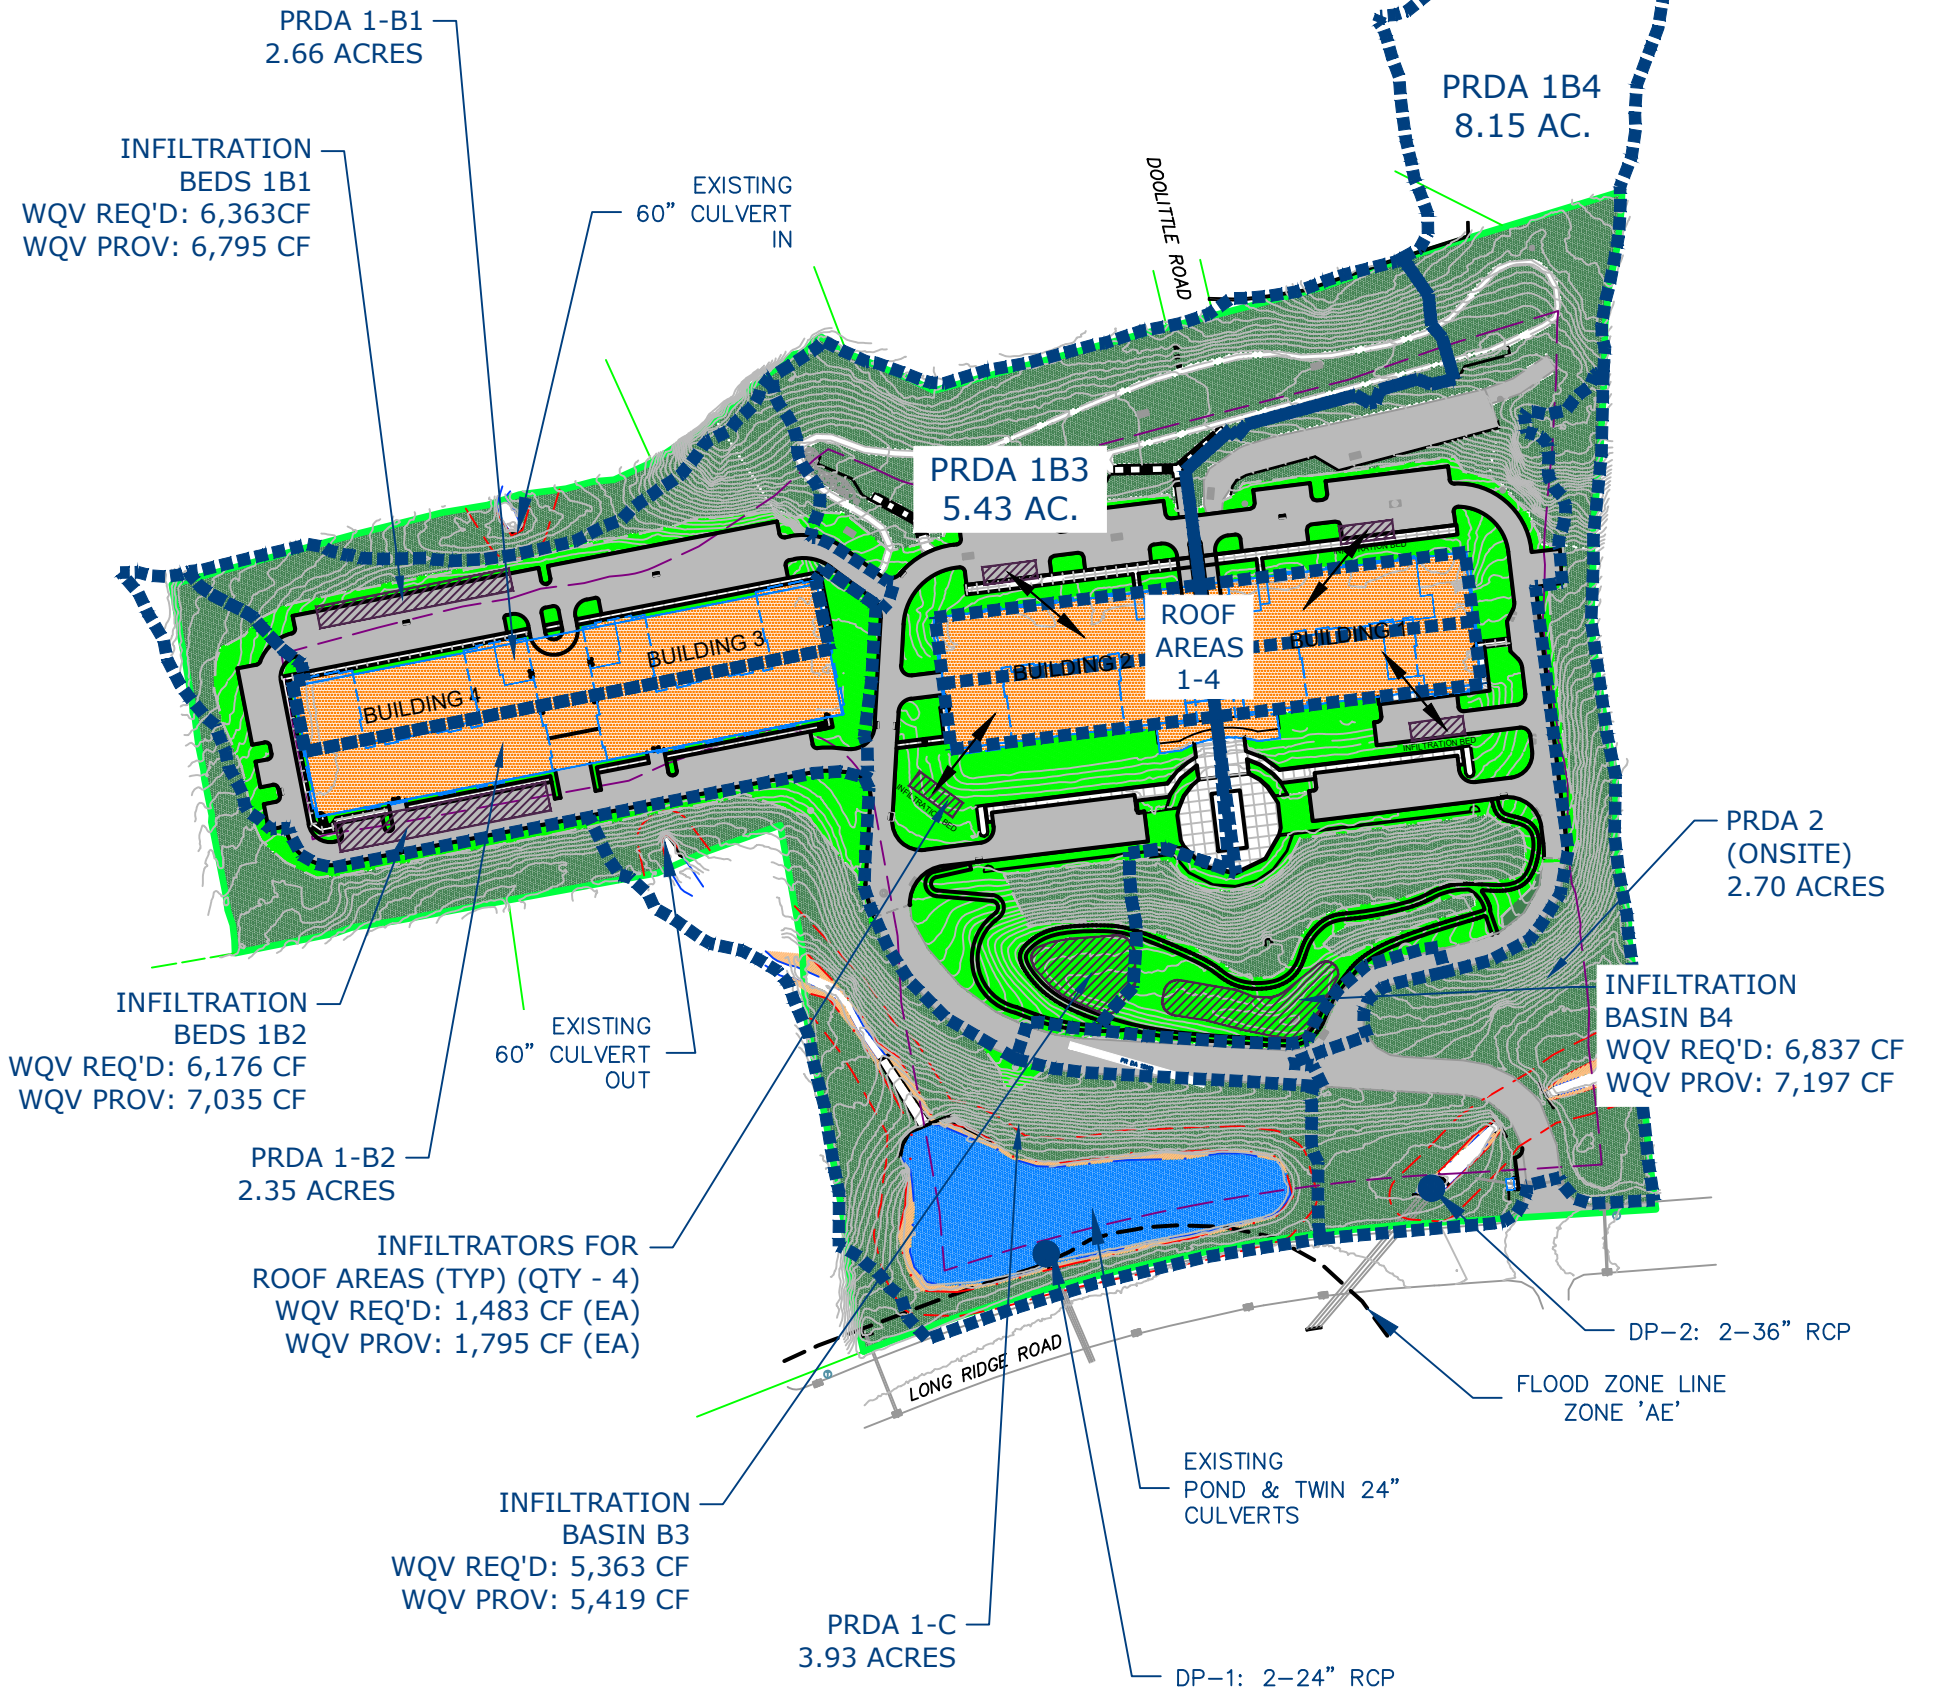 PRDA 1-B1
2.66 ACRES
PRDA 1B4
8.15 AC.
INFILTRATION
BEDS 1B1
WQV REQ'D: 6,363CF
WQV PROV: 6,795 CF
EXISTING
60" CULVERT
IN
DOOLITTLE ROAD
PRDA 1B3
5.43 AC.
INFILTRATION BED
ROOF
AREAS
1-4
BUILDING 1
BUILDING 2
BUILDING 3
BUILDING 4
INFILTRATION BED
INFILTRATION BED
PRDA 2
(ONSITE)
2.70 ACRES
INFILTRATION
BASIN B4
WQV REQ'D: 6,837 CF
WQV PROV: 7,197 CF
INFILTRATION
BEDS 1B2
WQV REQ'D: 6,176 CF
WQV PROV: 7,035 CF
EXISTING
60" CULVERT
OUT
PRDA 1-B2
2.35 ACRES
INFILTRATORS FOR
ROOF AREAS (TYP) (QTY - 4)
WQV REQ'D: 1,483 CF (EA)
WQV PROV: 1,795 CF (EA)
LONG RIDGE ROAD
DP-2: 2-36" RCP
FLOOD ZONE LINE
ZONE 'AE'
EXISTING
POND & TWIN 24"
CULVERTS
INFILTRATION
BASIN B3
WQV REQ'D: 5,363 CF
WQV PROV: 5,419 CF
PRDA 1-C
3.93 ACRES
DP-1: 2-24" RCP